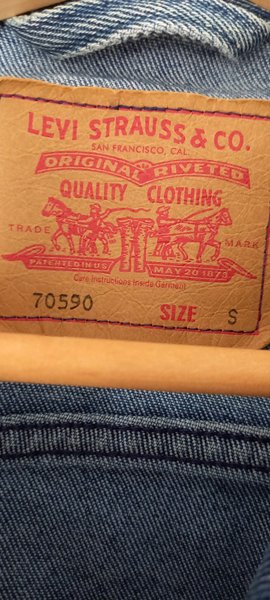 LEVI STRAUSS & CO.
SAN FRANCISCO, CAL.
ORIGINAL RIVETED
QUALITY CLOTHING
TRADE MARK
PATENTED IN U.S. MAY 20 1873
Care Instructions Inside Garment
70590 SIZE S